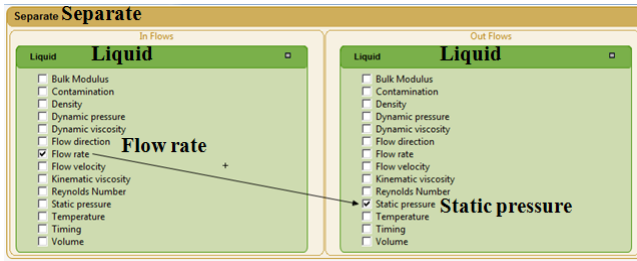 Separate Separate
In Flows
Liquid Liquid
Bulk Modulus
Contamination
Density
Dynamic pressure
Dynamic viscosity
Flow direction
Flow rate Flow rate
Flow velocity
Kinematic viscosity
Reynolds Number
Static pressure
Temperature
Timing
Volume
Out Flows
Liquid Liquid
Bulk Modulus
Contamination
Density
Dynamic pressure
Dynamic viscosity
Flow direction
Flow rate
Flow velocity
Kinematic viscosity
Reynolds Number
Static pressure Static pressure
Temperature
Timing
Volume